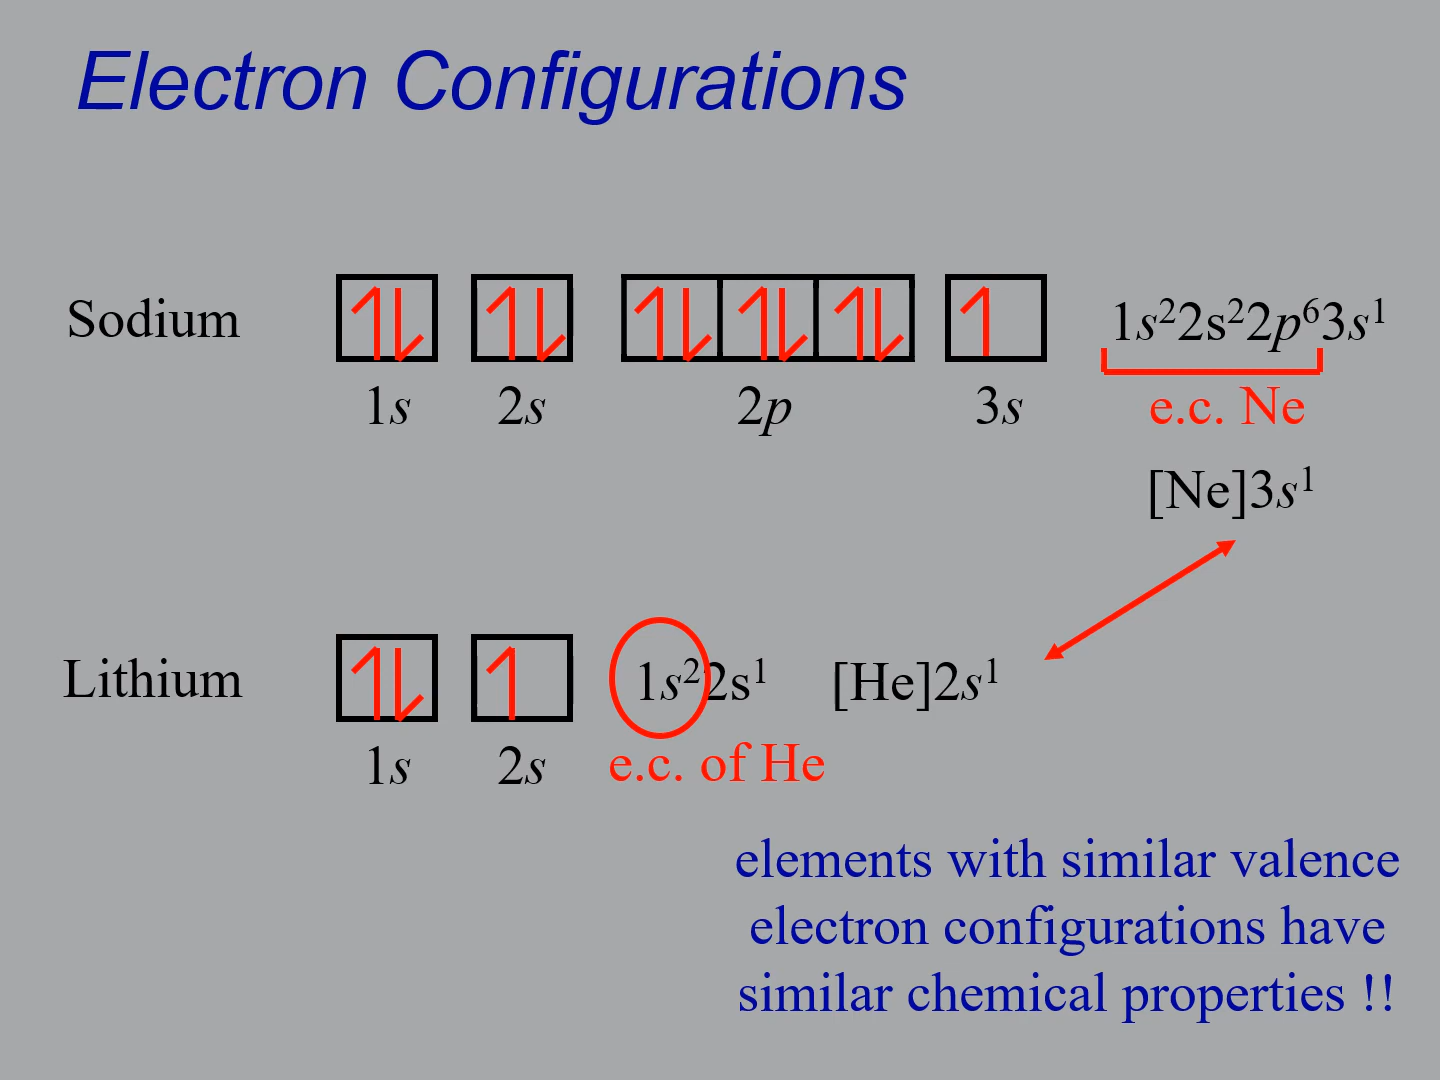 Electron Configurations
Sodium
1s²2s²2p⁶3s¹
1s 2s 2p 3s
e.c. Ne
[Ne]3s¹
Lithium
1s²2s¹ [He]2s¹
1s 2s
e.c. of He
elements with similar valence
electron configurations have
similar chemical properties !!